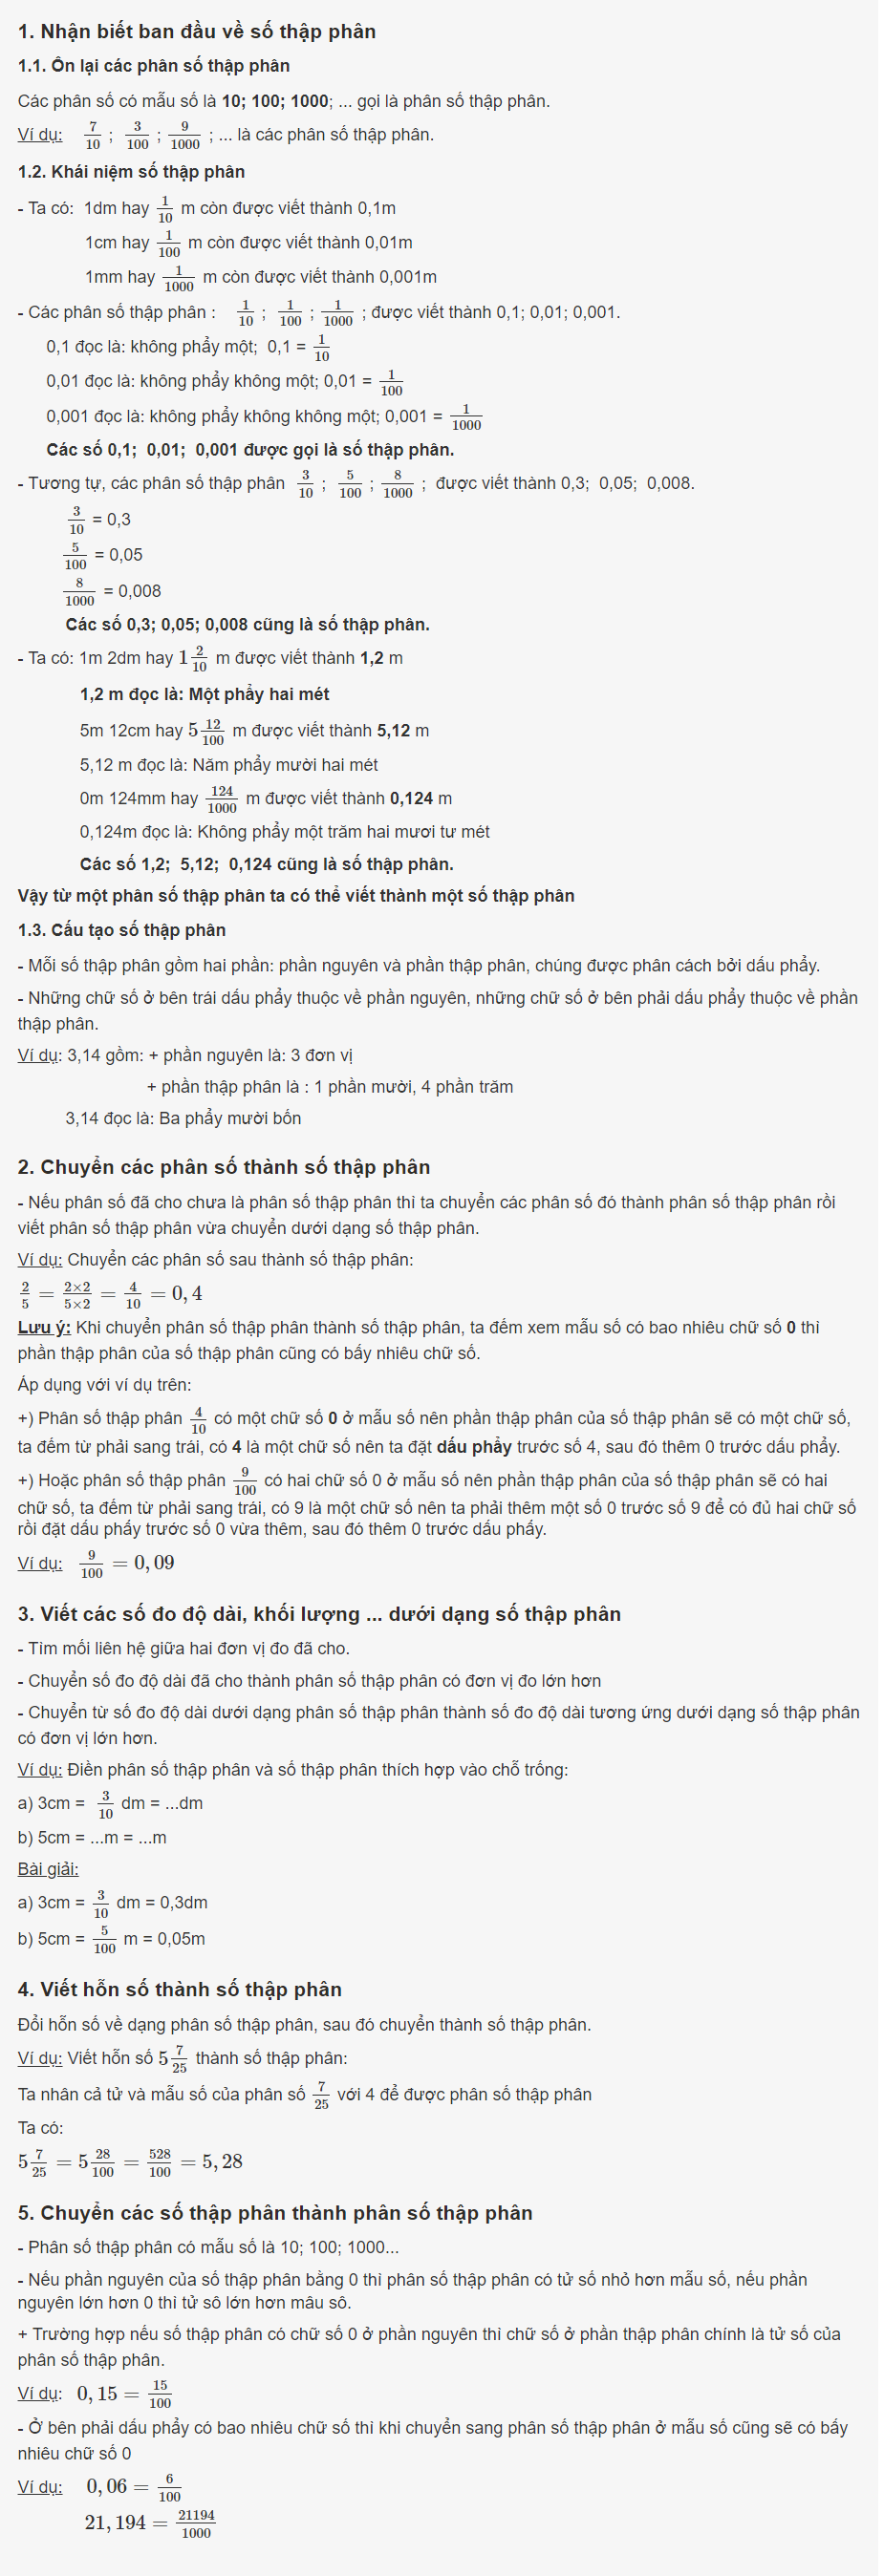 1. Nhận biết ban đầu về số thập phân
1.1. Ôn lại các phân số thập phân
Các phân số có mẫu số là 10; 100; 1000; ... gọi là phân số thập phân.
Ví dụ: 7/10 ; 3/100 ; 9/1000 ; ... là các phân số thập phân.
1.2. Khái niệm số thập phân
- Ta có: 1dm hay 1/10 m còn được viết thành 0,1m
1cm hay 1/100 m còn được viết thành 0,01m
1mm hay 1/1000 m còn được viết thành 0,001m
- Các phân số thập phân : 1/10 ; 1/100 ; 1/1000 ; được viết thành 0,1; 0,01; 0,001.
0,1 đọc là: không phẩy một; 0,1 = 1/10
0,01 đọc là: không phẩy không một; 0,01 = 1/100
0,001 đọc là: không phẩy không không một; 0,001 = 1/1000
Các số 0,1; 0,01; 0,001 được gọi là số thập phân.
- Tương tự, các phân số thập phân 3/10 ; 5/100 ; 8/1000 ; được viết thành 0,3; 0,05; 0,008.
3/10 = 0,3
5/100 = 0,05
8/1000 = 0,008
Các số 0,3; 0,05; 0,008 cũng là số thập phân.
- Ta có: 1m 2dm hay 1 2/10 m được viết thành 1,2 m
1,2 m đọc là: Một phẩy hai mét
5m 12cm hay 5 12/100 m được viết thành 5,12 m
5,12 m đọc là: Năm phẩy mười hai mét
0m 124mm hay 124/1000 m được viết thành 0,124 m
0,124m đọc là: Không phẩy một trăm hai mươi tư mét
Các số 1,2; 5,12; 0,124 cũng là số thập phân.
Vậy từ một phân số thập phân ta có thể viết thành một số thập phân
1.3. Cấu tạo số thập phân
- Mỗi số thập phân gồm hai phần: phần nguyên và phần thập phân, chúng được phân cách bởi dấu phẩy.
- Những chữ số ở bên trái dấu phẩy thuộc về phần nguyên, những chữ số ở bên phải dấu phẩy thuộc về phần
thập phân.
Ví dụ: 3,14 gồm: + phần nguyên là: 3 đơn vị
+ phần thập phân là : 1 phần mười, 4 phần trăm
3,14 đọc là: Ba phẩy mười bốn
2. Chuyển các phân số thành số thập phân
- Nếu phân số đã cho chưa là phân số thập phân thì ta chuyển các phân số đó thành phân số thập phân rồi
viết phân số thập phân vừa chuyển dưới dạng số thập phân.
Ví dụ: Chuyển các phân số sau thành số thập phân:
2/5 = 2×2/5×2 = 4/10 = 0, 4
Lưu ý: Khi chuyển phân số thập phân thành số thập phân, ta đếm xem mẫu số có bao nhiêu chữ số 0 thì
phần thập phân của số thập phân cũng có bấy nhiêu chữ số.
Áp dụng với ví dụ trên:
+) Phân số thập phân 4/10 có một chữ số 0 ở mẫu số nên phần thập phân của số thập phân sẽ có một chữ số,
ta đếm từ phải sang trái, có 4 là một chữ số nên ta đặt dấu phẩy trước số 4, sau đó thêm 0 trước dấu phẩy.
+) Hoặc phân số thập phân 9/100 có hai chữ số 0 ở mẫu số nên phần thập phân của số thập phân sẽ có hai
chữ số, ta đếm từ phải sang trái, có 9 là một chữ số nên ta phải thêm một số 0 trước số 9 để có đủ hai chữ số
rồi đặt dấu phấy trước số 0 vừa thêm, sau đó thêm 0 trước dấu phấy.
Ví dụ: 9/100 = 0, 09
3. Viết các số đo độ dài, khối lượng ... dưới dạng số thập phân
- Tìm mối liên hệ giữa hai đơn vị đo đã cho.
- Chuyển số đo độ dài đã cho thành phân số thập phân có đơn vị đo lớn hơn
- Chuyển từ số đo độ dài dưới dạng phân số thập phân thành số đo độ dài tương ứng dưới dạng số thập phân
có đơn vị lớn hơn.
Ví dụ: Điền phân số thập phân và số thập phân thích hợp vào chỗ trống:
a) 3cm = 3/10 dm = ...dm
b) 5cm = ...m = ...m
Bài giải:
a) 3cm = 3/10 dm = 0,3dm
b) 5cm = 5/100 m = 0,05m
4. Viết hỗn số thành số thập phân
Đổi hỗn số về dạng phân số thập phân, sau đó chuyển thành số thập phân.
Ví dụ: Viết hỗn số 5 7/25 thành số thập phân:
Ta nhân cả tử và mẫu số của phân số 7/25 với 4 để được phân số thập phân
Ta có:
5 7/25 = 5 28/100 = 528/100 = 5, 28
5. Chuyển các số thập phân thành phân số thập phân
- Phân số thập phân có mẫu số là 10; 100; 1000...
- Nếu phần nguyên của số thập phân bằng 0 thì phân số thập phân có tử số nhỏ hơn mẫu số, nếu phần
nguyên lớn hơn 0 thì tử sô lớn hơn mâu sô.
+ Trường hợp nếu số thập phân có chữ số 0 ở phần nguyên thì chữ số ở phần thập phân chính là tử số của
phân số thập phân.
Ví dụ: 0, 15 = 15/100
- Ở bên phải dấu phẩy có bao nhiêu chữ số thì khi chuyển sang phân số thập phân ở mẫu số cũng sẽ có bấy
nhiêu chữ số 0
Ví dụ: 0, 06 = 6/100
21, 194 = 21194/1000